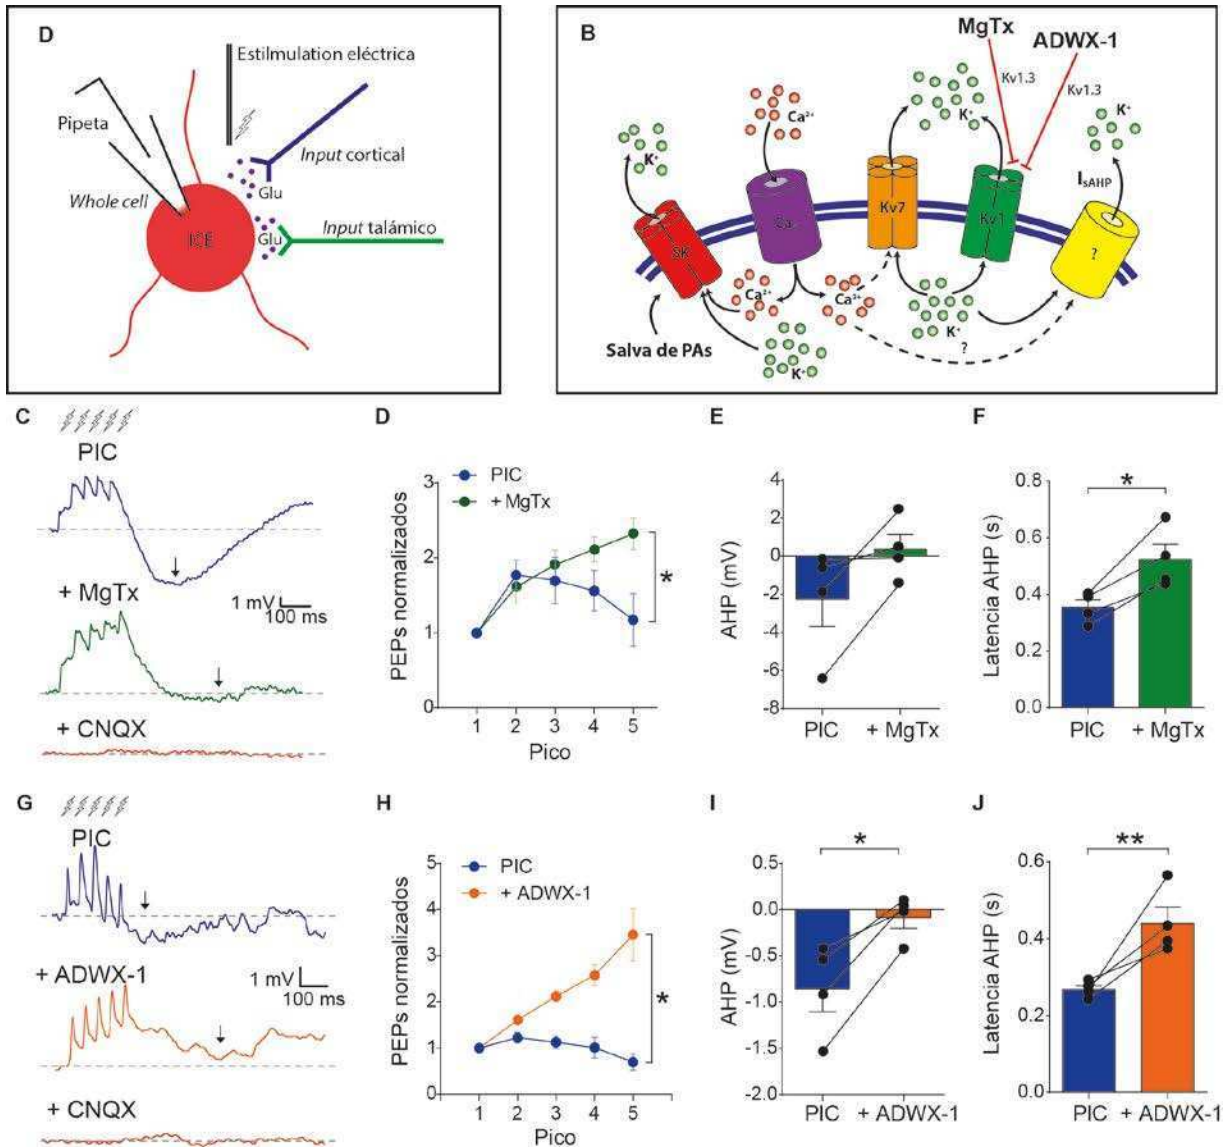 D
Estilmulation eléctrica
Pipeta
Input cortical
Glu
Whole cell
ICE
Glu
Input talámico
B
MgTx
ADWX-1
Kv1.3
Kv1.3
Ca²⁺
K⁺
K⁺
K⁺
IsAHP
SK
Kv7
Kv1
?
Ca²⁺
Ca²⁺
K⁺
?
Salva de PAs
K⁺
C
PIC
+ MgTx
1 mV
100 ms
+ CNQX
D
PIC
+ MgTx
PEPs normalizados
3
2
1
0
1 2 3 4 5
Pico
*
E
AHP (mV)
4
2
0
-2
-4
-6
-8
PIC + MgTx
F
*
Latencia AHP (s)
0.8
0.6
0.4
0.2
0.0
PIC + MgTx
G
PIC
+ ADWX-1
1 mV
100 ms
+ CNQX
H
PIC
+ ADWX-1
PEPs normalizados
5
4
3
2
1
0
1 2 3 4 5
Pico
*
I
*
AHP (mV)
0.5
0.0
-0.5
-1.0
-1.5
-2.0
PIC + ADWX-1
J
**
Latencia AHP (s)
0.6
0.4
0.2
0.0
PIC + ADWX-1